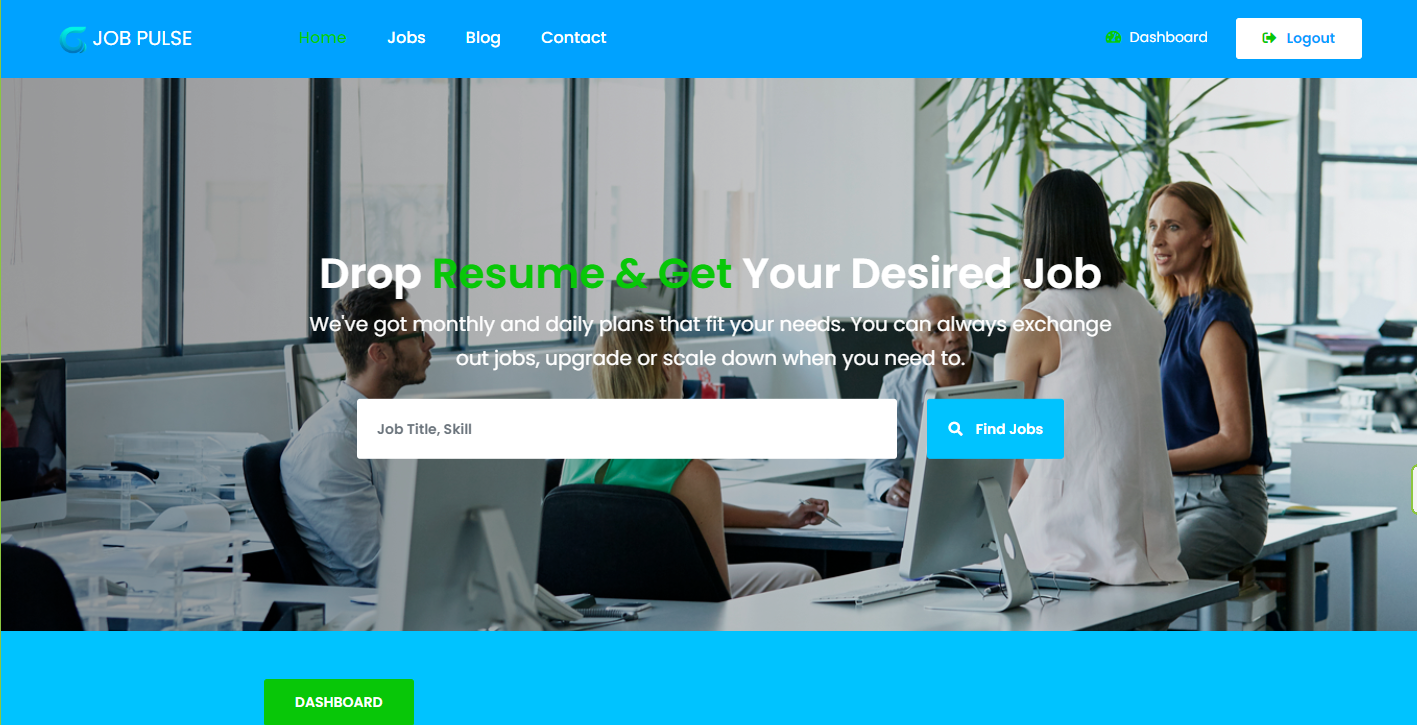 JOB PULSE
Home
Jobs
Blog
Contact
Dashboard
Logout
Drop Resume & Get Your Desired Job
We've got monthly and daily plans that fit your needs. You can always exchange
out jobs, upgrade or scale down when you need to.
Job Title, Skill
Find Jobs
DASHBOARD